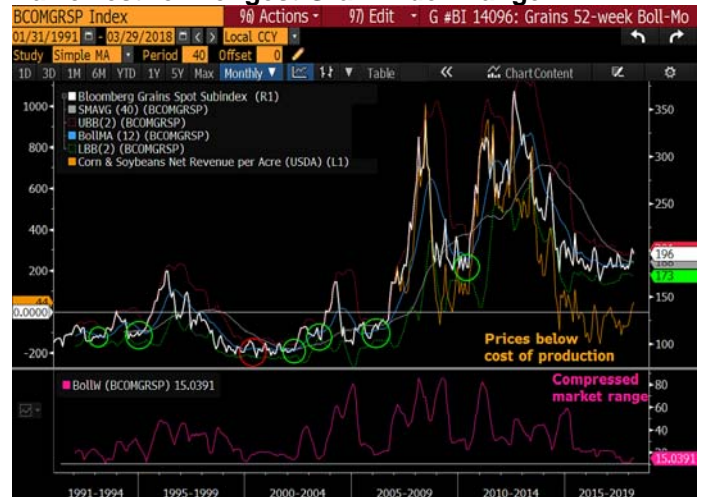 BCOMGRSP Index 96) Actions 97) Edit G #BI 14096: Grains 52-week Boll-Mo
01/31/1991 - 03/29/2018 Local CCY
Study Simple MA Period 40 Offset 0
1D 3D 1M 6M YTD 1Y 5Y Max Monthly Table Chart Content
Bloomberg Grains Spot Subindex (R1)
SMAVG (40) (BCOMGRSP)
UBB(2) (BCOMGRSP)
BollMA (12) (BCOMGRSP)
LBB(2) (BCOMGRSP)
Corn & Soybeans Net Revenue per Acre (USDA) (L1)
1000
800
600
400
200
44
0.0000
-200
350
300
250
196
173
150
100
Prices below
cost of production
BollW (BCOMGRSP) 15.0391
Compressed
market range
80
60
40
15.0391
1991-1994 1995-1999 2000-2004 2005-2009 2010-2014 2015-2019